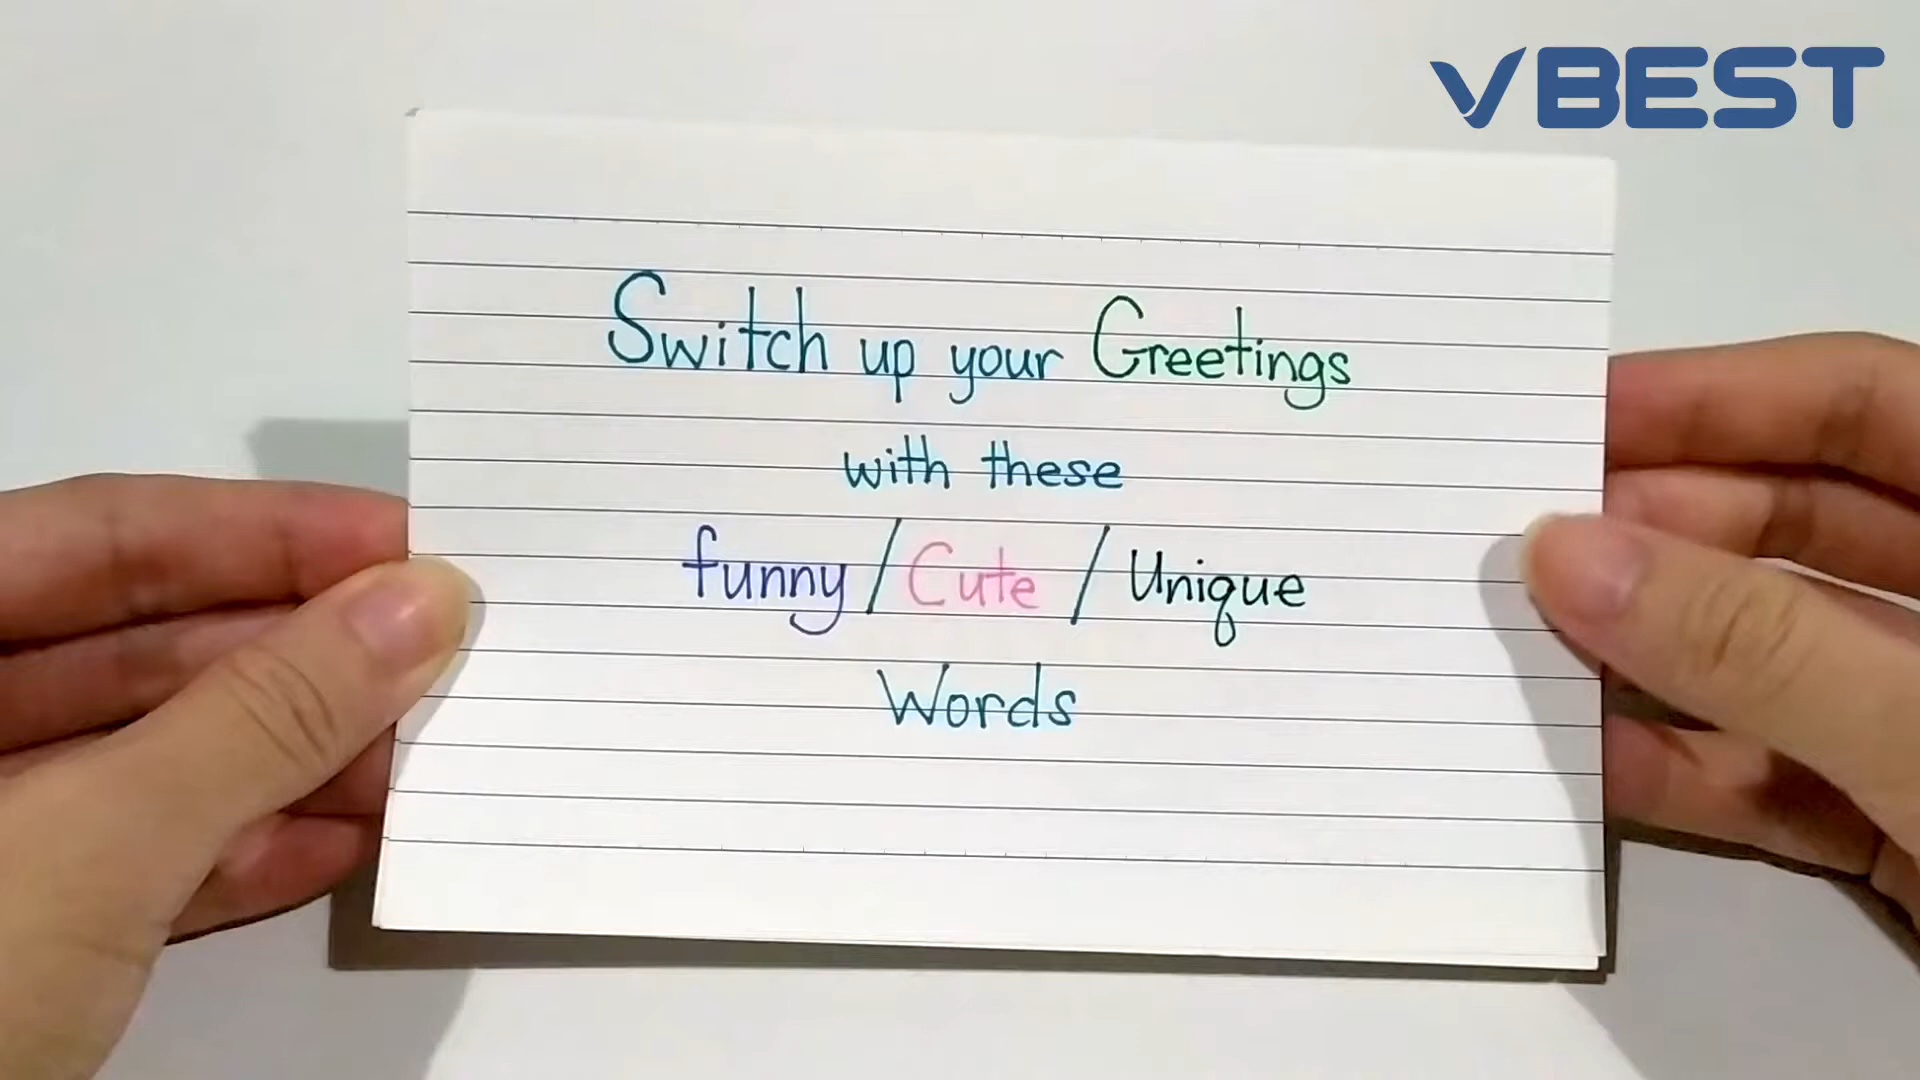 VBEST
Switch up your Greetings
with these
funny / Cute / Unique
Words